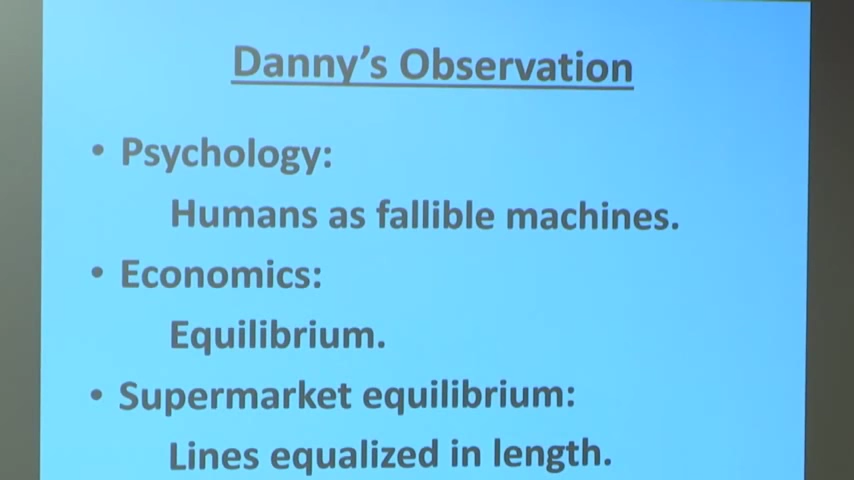 Danny's Observation
• Psychology:
Humans as fallible machines.
• Economics:
Equilibrium.
• Supermarket equilibrium:
Lines equalized in length.